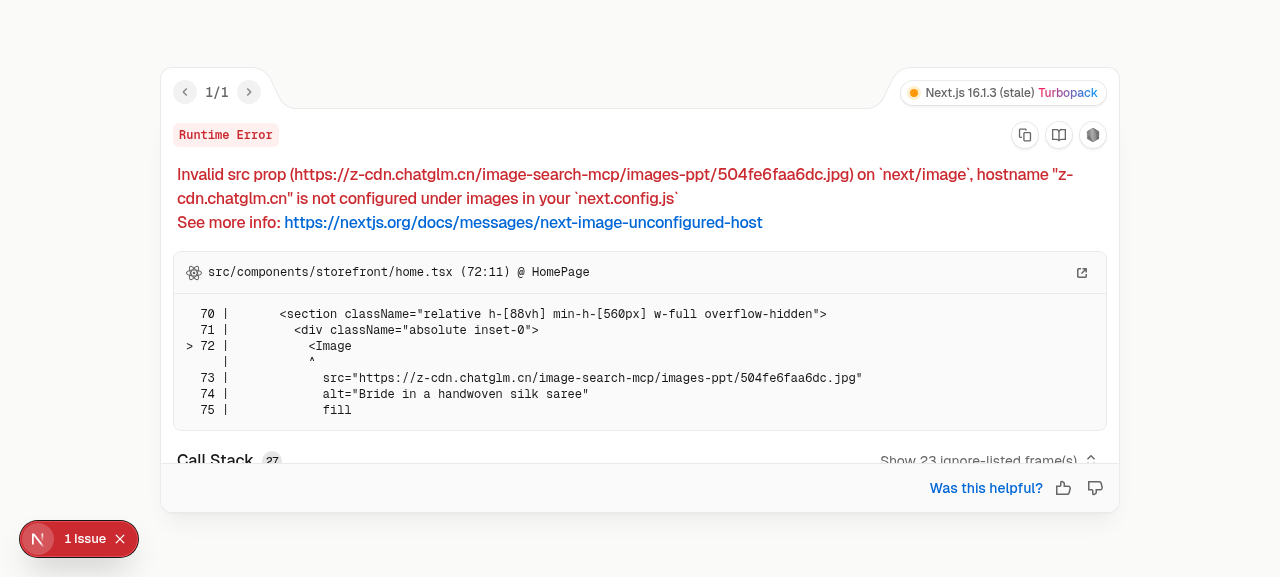 1/1
Next.js 16.1.3 (stale) Turbopack
Runtime Error
Invalid src prop (https://z-cdn.chatglm.cn/image-search-mcp/images-ppt/504fe6faa6dc.jpg) on `next/image`, hostname "z-
cdn.chatglm.cn" is not configured under images in your `next.config.js`
See more info: https://nextjs.org/docs/messages/next-image-unconfigured-host
src/components/storefront/home.tsx (72:11) @ HomePage
70 |       <section className="relative h-[88vh] min-h-[560px] w-full overflow-hidden">
71 |         <div className="absolute inset-0">
> 72 |           <Image
|           ^
73 |             src="https://z-cdn.chatglm.cn/image-search-mcp/images-ppt/504fe6faa6dc.jpg"
74 |             alt="Bride in a handwoven silk saree"
75 |             fill
Call Stack 27
Show 23 ignore-listed frame(s)
Was this helpful?
N 1 Issue